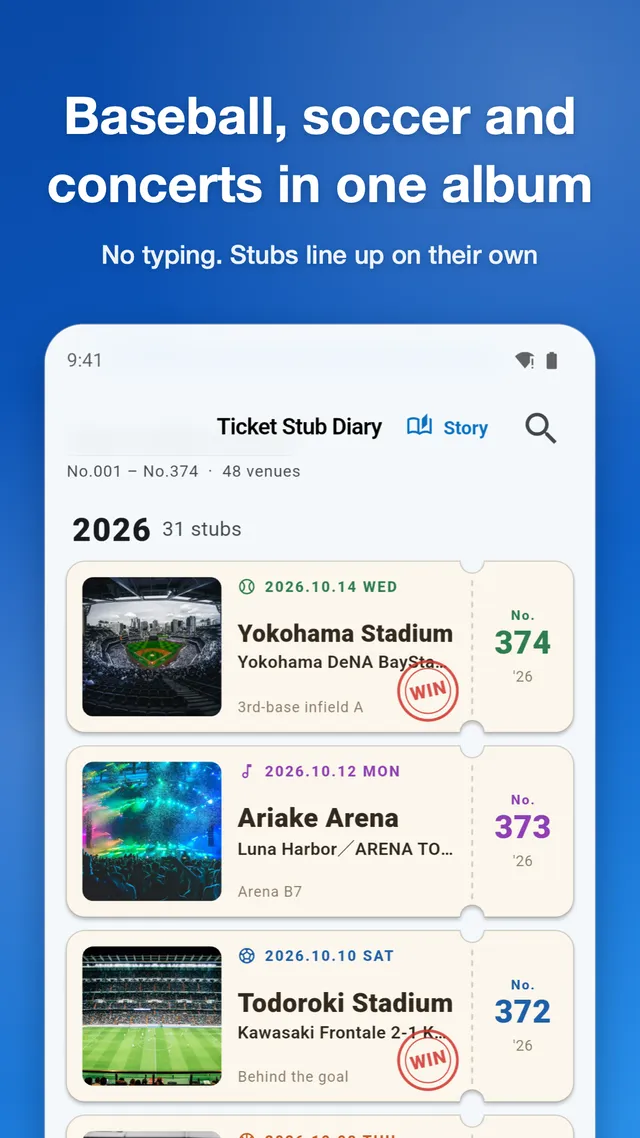 Baseball, soccer and
concerts in one album
No typing. Stubs line up on their own
9:41
Ticket Stub Diary
Story
No.001 – No.374 · 48 venues
2026 31 stubs
2026.10.14 WED
Yokohama Stadium
Yokohama DeNA BaySta…
3rd-base infield A
WIN
No.
374
'26
2026.10.12 MON
Ariake Arena
Luna Harbor／ARENA TO…
Arena B7
No.
373
'26
2026.10.10 SAT
Todoroki Stadium
Kawasaki Frontale 2-1 K…
Behind the goal
WIN
No.
372
'26